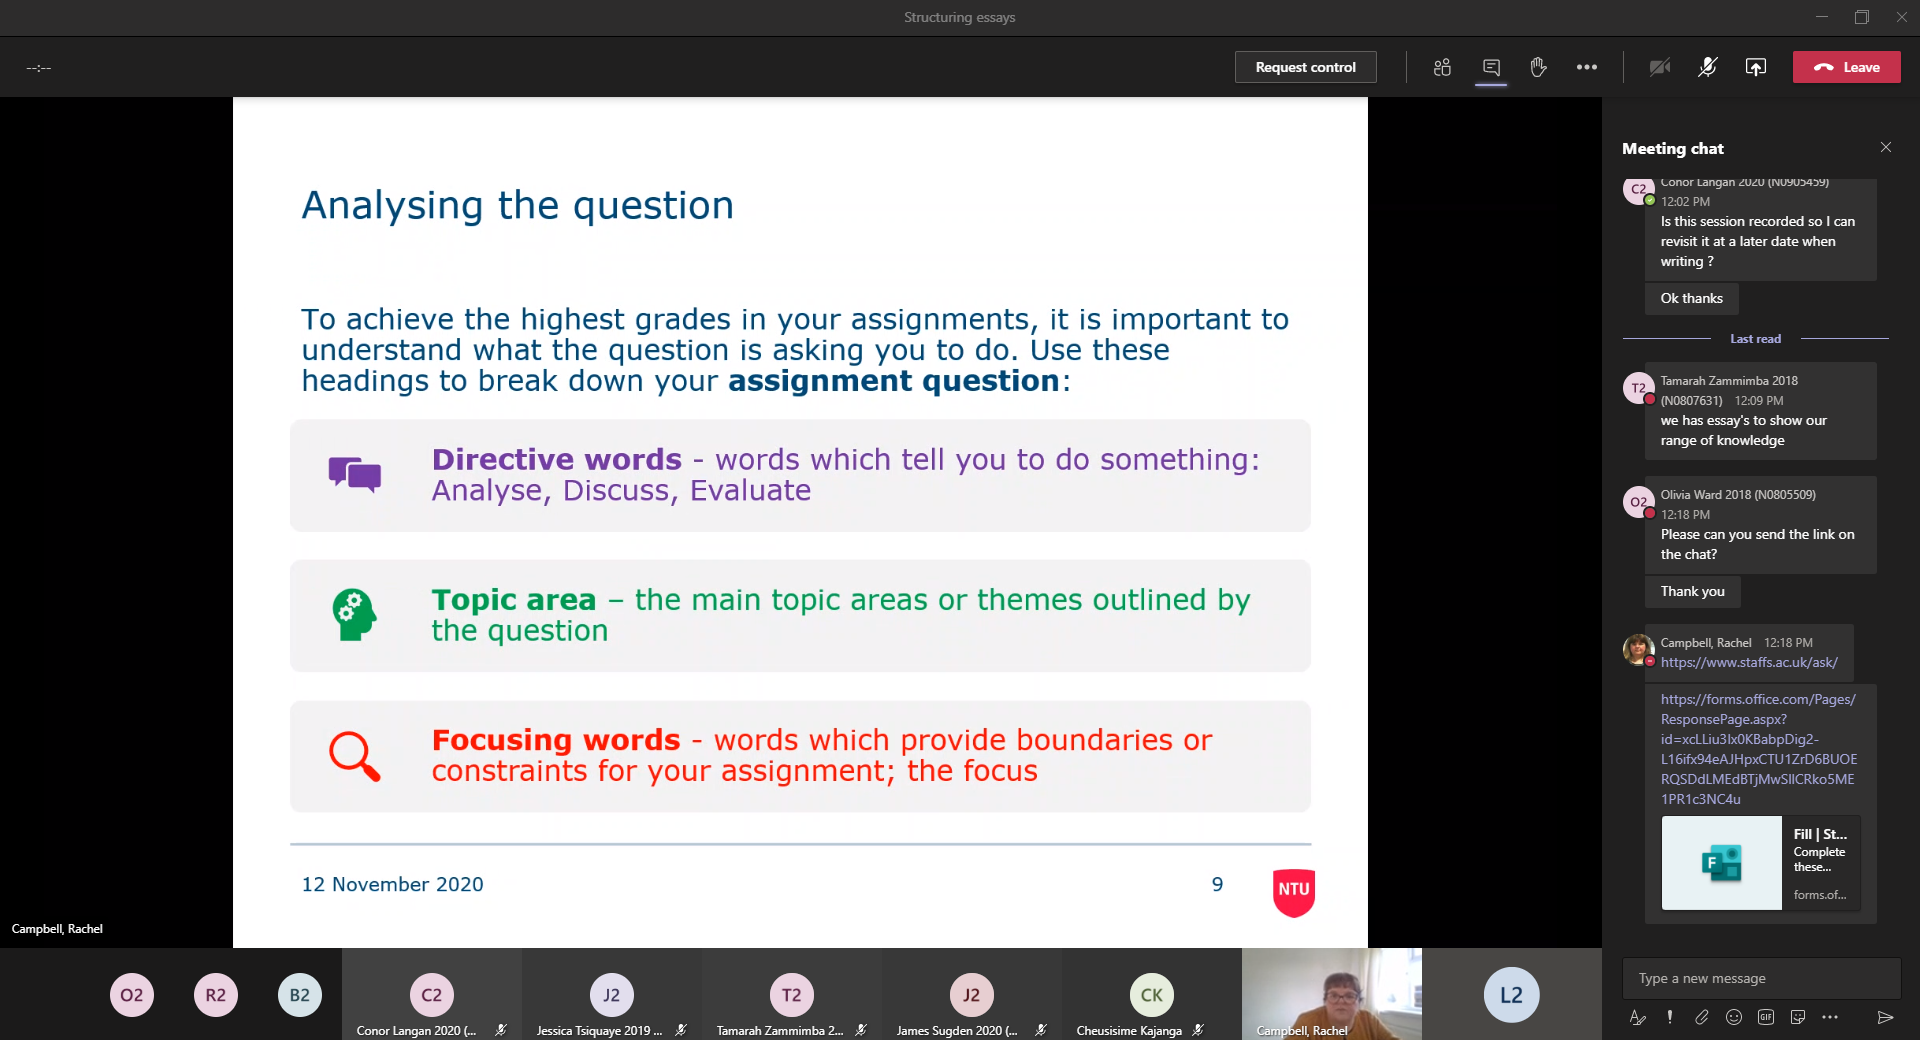 Structuring essays
--:--
Request control
Leave
Analysing the question
To achieve the highest grades in your assignments, it is important to
understand what the question is asking you to do. Use these
headings to break down your assignment question:
Directive words - words which tell you to do something:
Analyse, Discuss, Evaluate
Topic area – the main topic areas or themes outlined by
the question
Focusing words - words which provide boundaries or
constraints for your assignment; the focus
12 November 2020
9
NTU
Campbell, Rachel
O2
R2
B2
C2
Conor Langan 2020 (...
J2
Jessica Tsiquaye 2019 ...
T2
Tamarah Zammimba 2...
J2
James Sugden 2020 (...
CK
Cheusisime Kajanga
Campbell, Rachel
L2
Meeting chat
C2
Conor Langan 2020 (N0905459)
12:02 PM
Is this session recorded so I can
revisit it at a later date when
writing ?
Ok thanks
Last read
T2
Tamarah Zammimba 2018
(N0807631) 12:09 PM
we has essay's to show our
range of knowledge
O2
Olivia Ward 2018 (N0805509)
12:18 PM
Please can you send the link on
the chat?
Thank you
Campbell, Rachel 12:18 PM
https://www.staffs.ac.uk/ask/
https://forms.office.com/Pages/
ResponsePage.aspx?
F
Fill | St...
Complete
these...
forms.of...
Type a new message
GIF